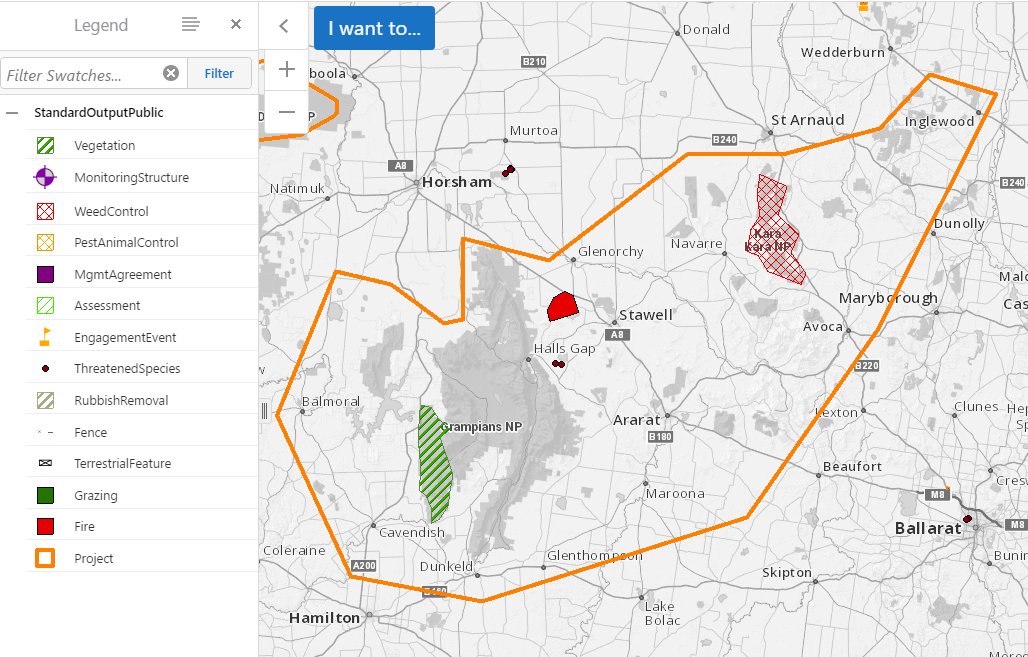 Legend
Filter Swatches...
Filter
StandardOutputPublic
Vegetation
MonitoringStructure
WeedControl
PestAnimalControl
MgmtAgreement
Assessment
EngagementEvent
ThreatenedSpecies
RubbishRemoval
Fence
TerrestrialFeature
Grazing
Fire
Project
I want to...
Donald
Wedderburn
B210
boola
P
Inglewood
St Arnaud
Murtoa
B240
A8
Horsham
Natimuk
B240
Dunolly
Kara
Kara NP
Navarre
Glenorchy
Maryborough
Stawell
A8
Avoca
Halls Gap
B220
Balmoral
Lexton
Clunes
Ararat
Grampians NP
B180
Beaufort
Maroona
M8
M8
Ballarat
Cavendish
Coleraine
Glenthompson
A200
Dunkeld
Skipton
Hamilton
Lake
Bolac